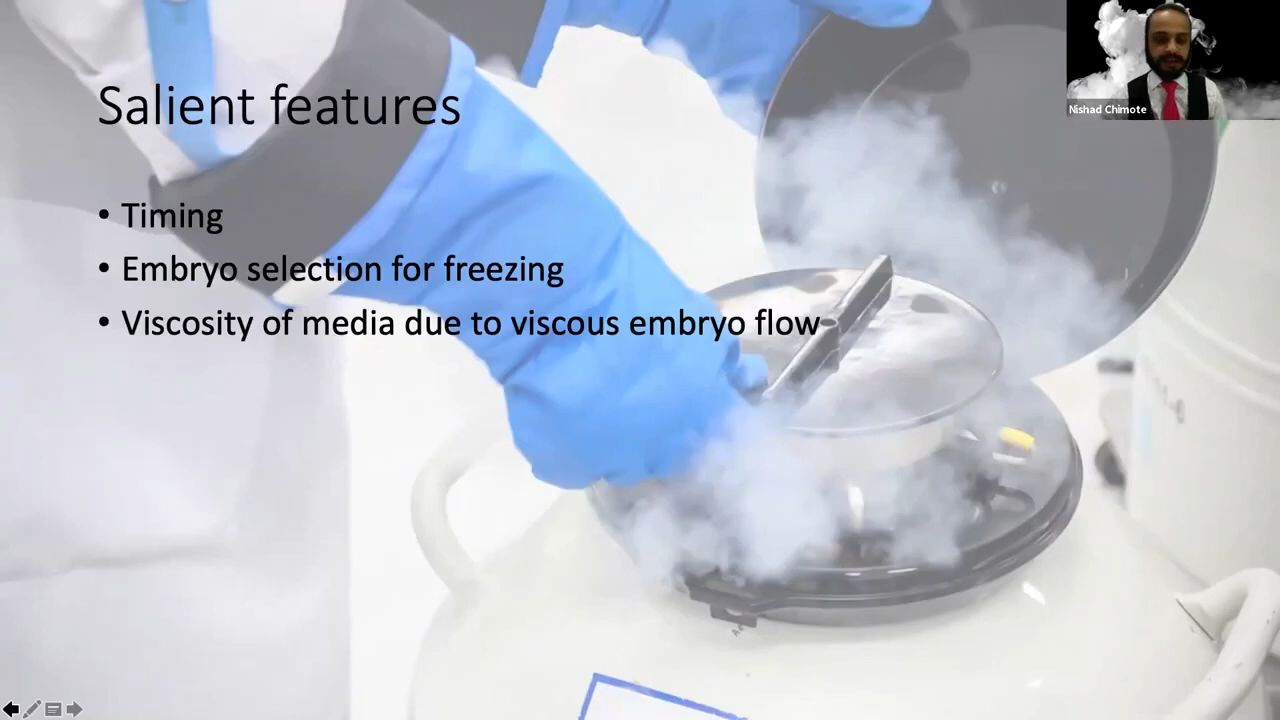 Nishad Chimote
Salient features
• Timing
• Embryo selection for freezing
• Viscosity of media due to viscous embryo flow